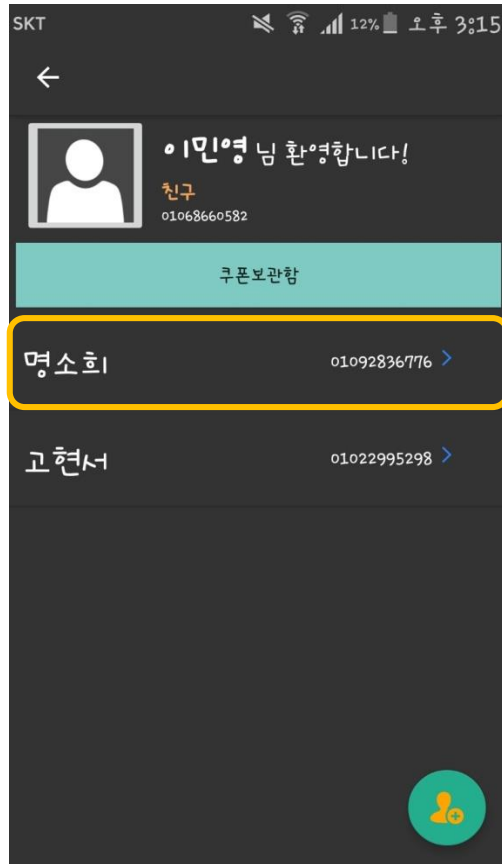 SKT 12% 오후 3:15
이민영 님 환영합니다!
친구
01068660582
쿠폰보관함
명소희 01092836776
고현서 01022995298